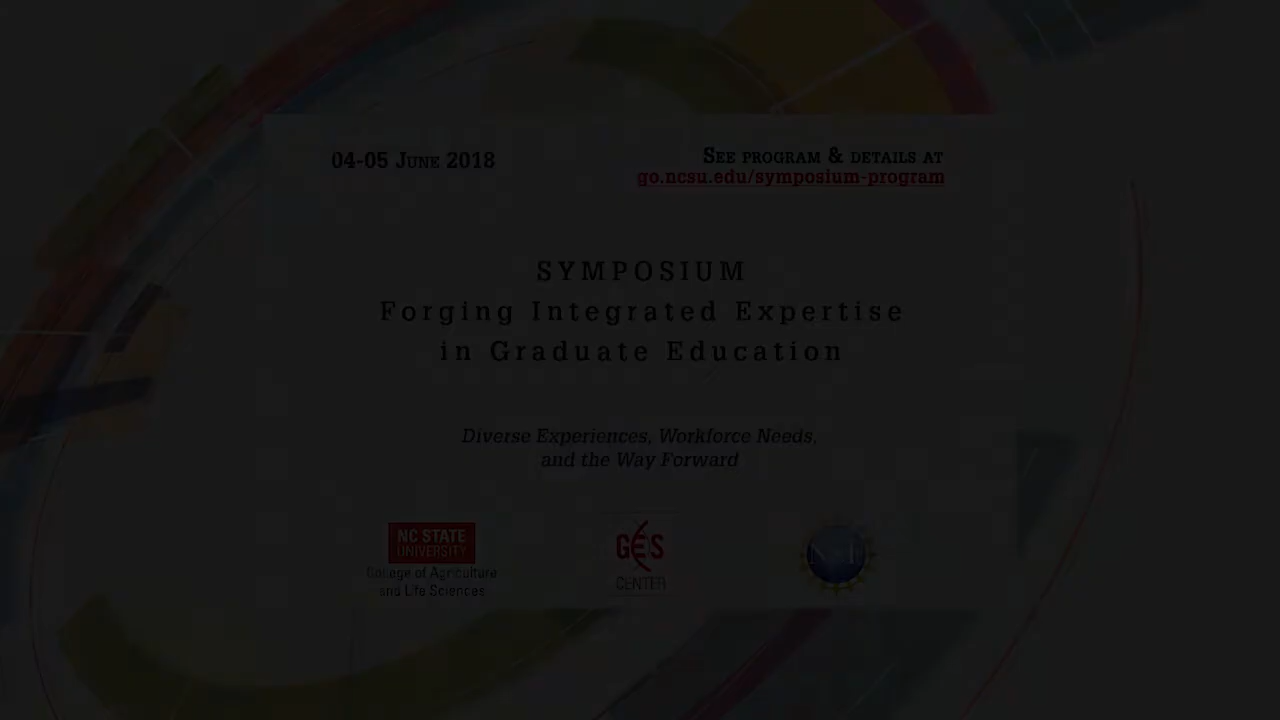 04-05 June 2018
See program & details at
go.ncsu.edu/symposium-program
SYMPOSIUM
Forging Integrated Expertise
in Graduate Education
Diverse Experiences, Workforce Needs,
and the Way Forward
NC STATE
UNIVERSITY
College of Agriculture
and Life Sciences
GES
CENTER
NSF